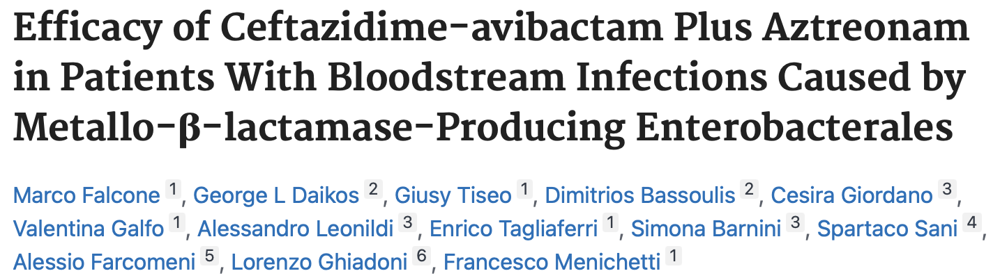 Efficacy of Ceftazidime-avibactam Plus Aztreonam
in Patients With Bloodstream Infections Caused by
Metallo-β-lactamase-Producing Enterobacterales
Marco Falcone 1, George L Daikos 2, Giusy Tiseo 1, Dimitrios Bassoulis 2, Cesira Giordano 3,
Valentina Galfo 1, Alessandro Leonildi 3, Enrico Tagliaferri 1, Simona Barnini 3, Spartaco Sani 4,
Alessio Farcomeni 5, Lorenzo Ghiadoni 6, Francesco Menichetti 1